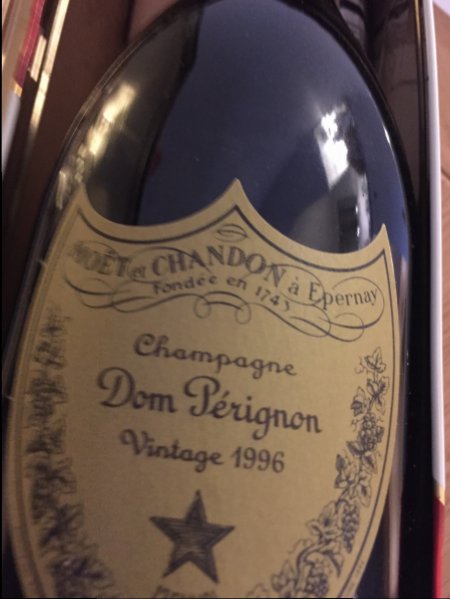 MOËT et CHANDON à Epernay
Fondée en 1743
Champagne
Dom Pérignon
Vintage 1996